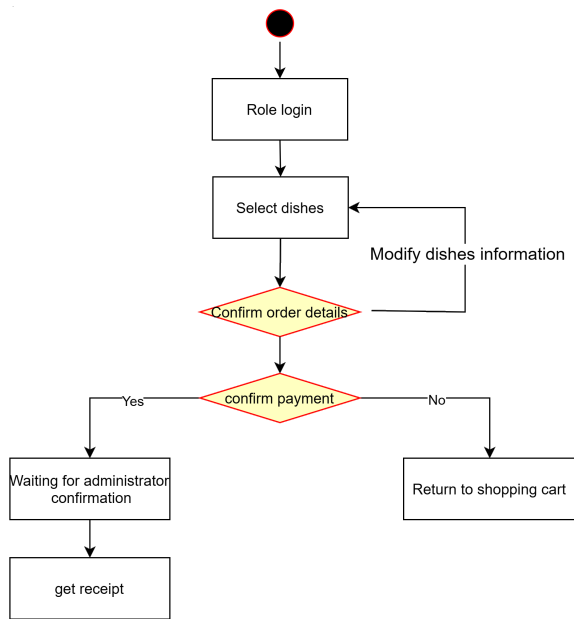 Role login
Select dishes
Modify dishes information
Confirm order details
confirm payment
Yes
No
Waiting for administrator
confirmation
Return to shopping cart
get receipt